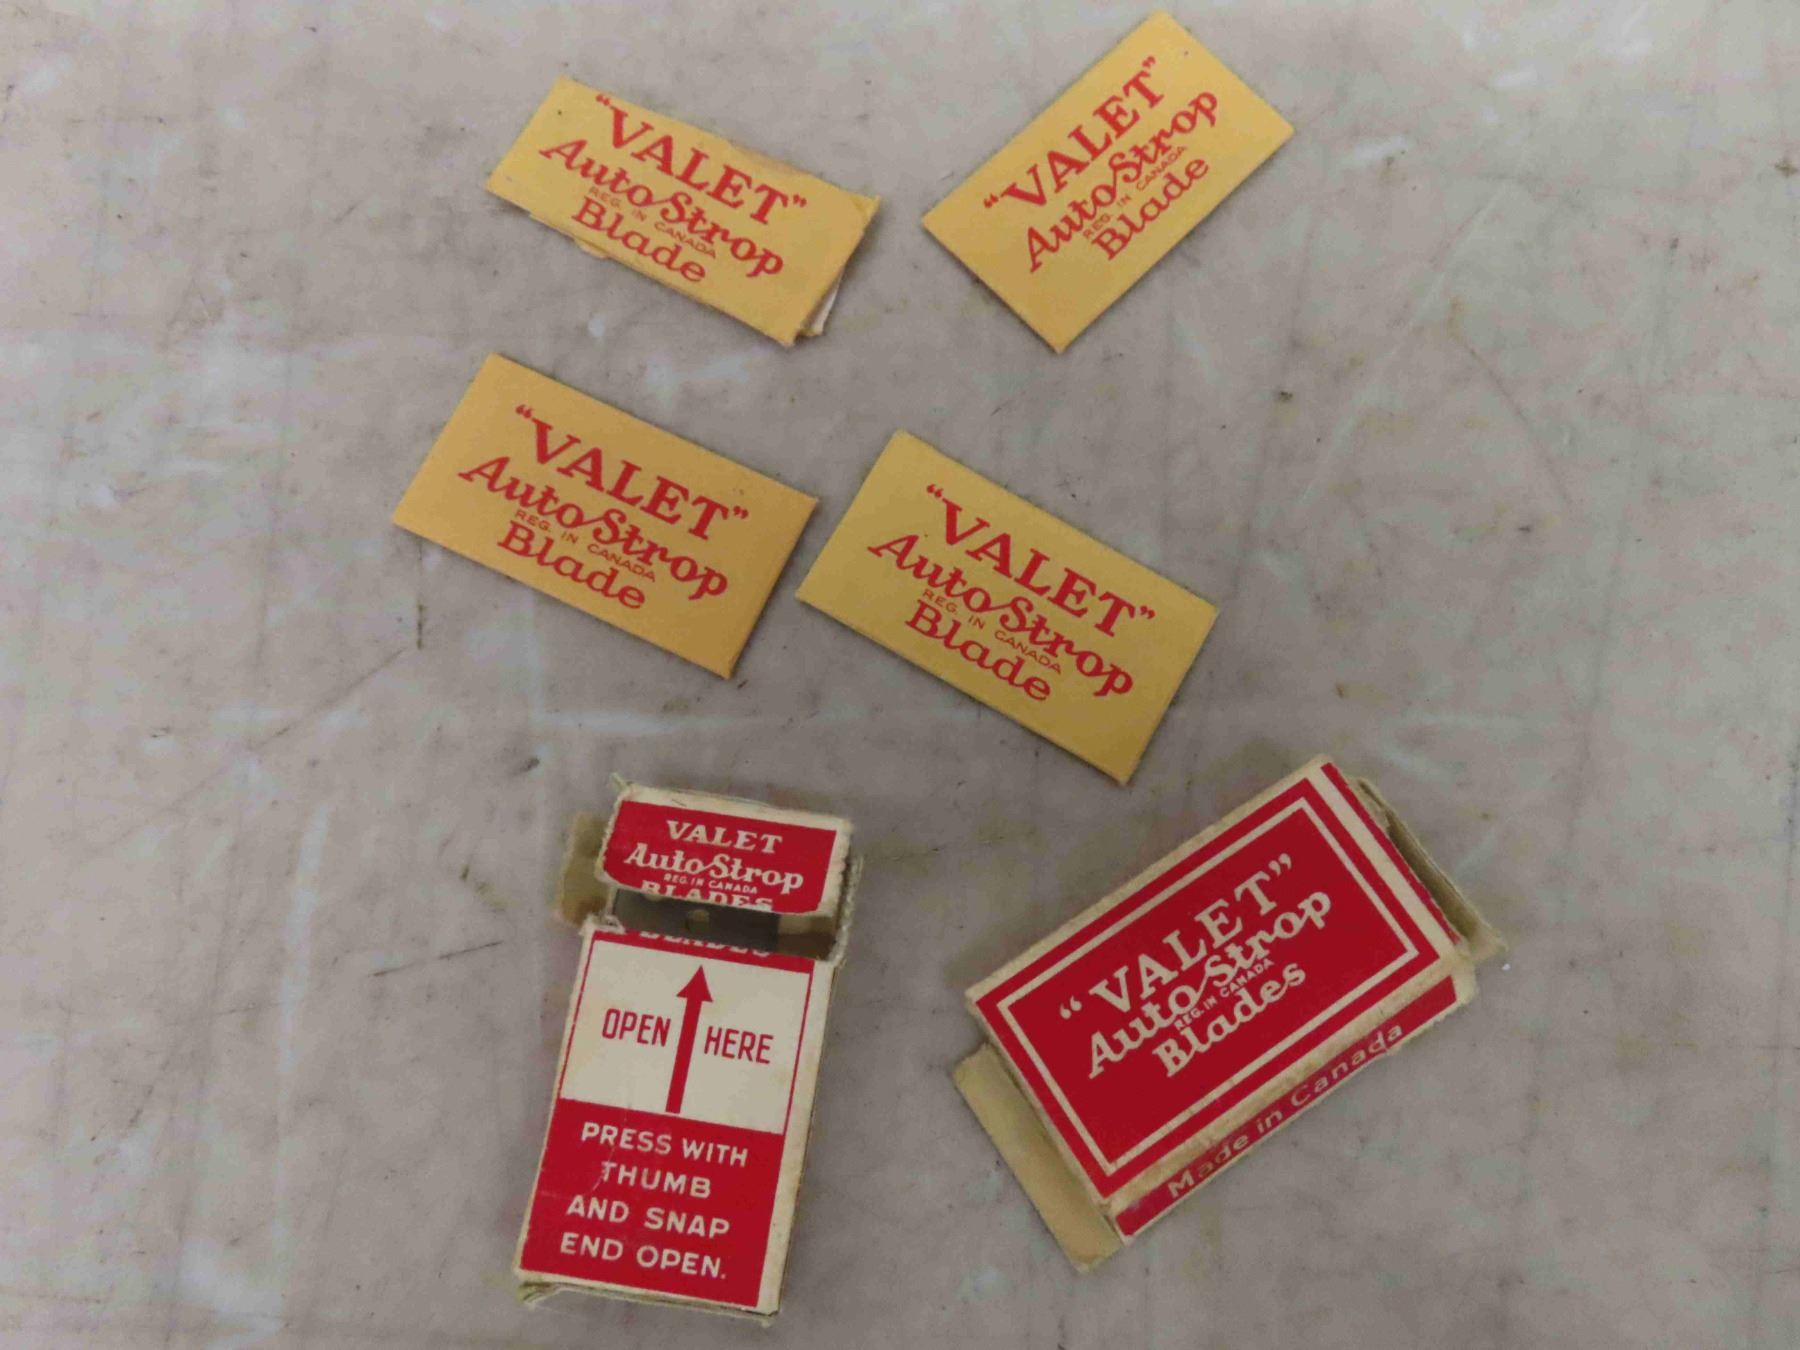 “VALET”
AutoStrop
REG. IN CANADA
Blade
“VALET”
AutoStrop
REG. IN CANADA
Blade
“VALET”
AutoStrop
REG. IN CANADA
Blade
“VALET”
AutoStrop
REG. IN CANADA
Blade
VALET
AutoStrop
REG. IN CANADA
BLADES
OPEN HERE
PRESS WITH
THUMB
AND SNAP
END OPEN.
“VALET”
AutoStrop
REG. IN CANADA
Blades
Made in Canada